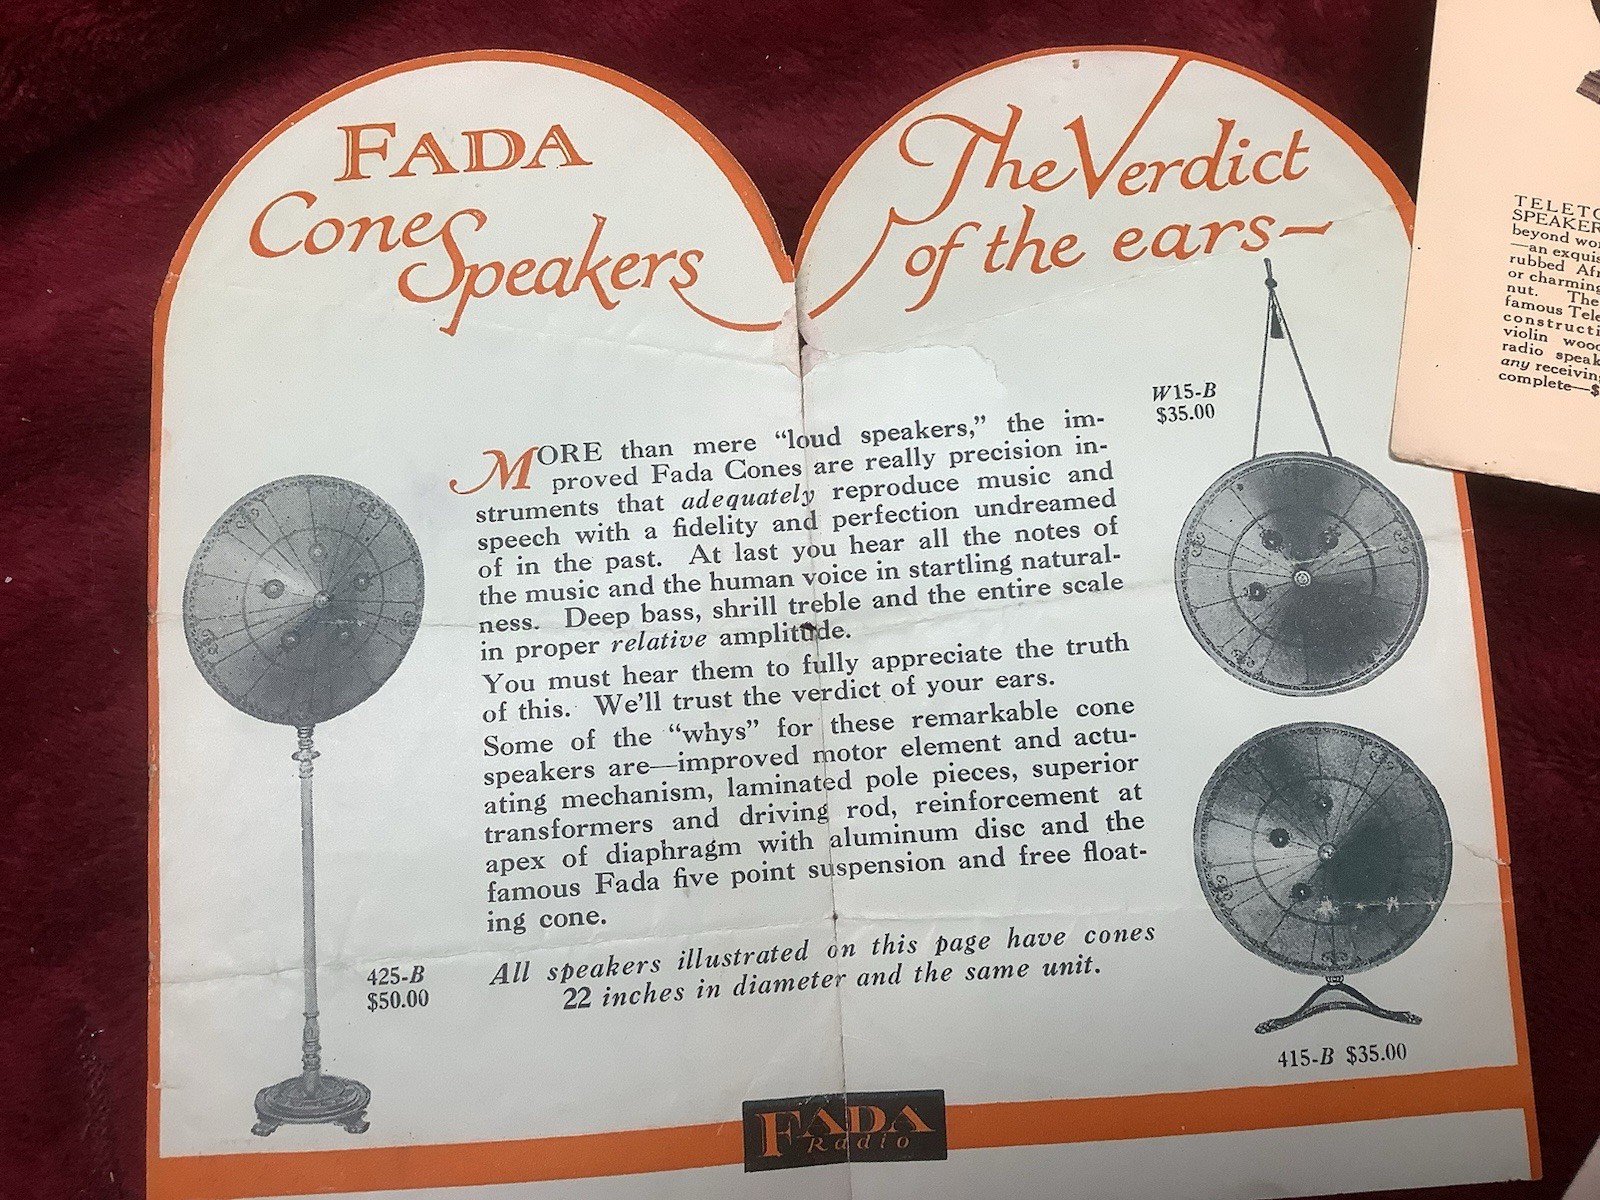 FADA
Cone
Speakers
The Verdict
of the ears—
W15-B
$35.00
MORE than mere “loud speakers,” the im-
proved Fada Cones are really precision in-
struments that adequately reproduce music and
speech with a fidelity and perfection undreamed
of in the past. At last you hear all the notes of
the music and the human voice in startling natural-
ness. Deep bass, shrill treble and the entire scale
in proper relative amplitude.
You must hear them to fully appreciate the truth
of this. We’ll trust the verdict of your ears.
Some of the “whys” for these remarkable cone
speakers are—improved motor element and actu-
ating mechanism, laminated pole pieces, superior
transformers and driving rod, reinforcement at
apex of diaphragm with aluminum disc and the
famous Fada five point suspension and free float-
ing cone.
All speakers illustrated on this page have cones
22 inches in diameter and the same unit.
425-B
$50.00
415-B $35.00
FADA
Radio
beyond
—an
rubbed
or charming
nut. The
famous
violin
radio
any
complete—$